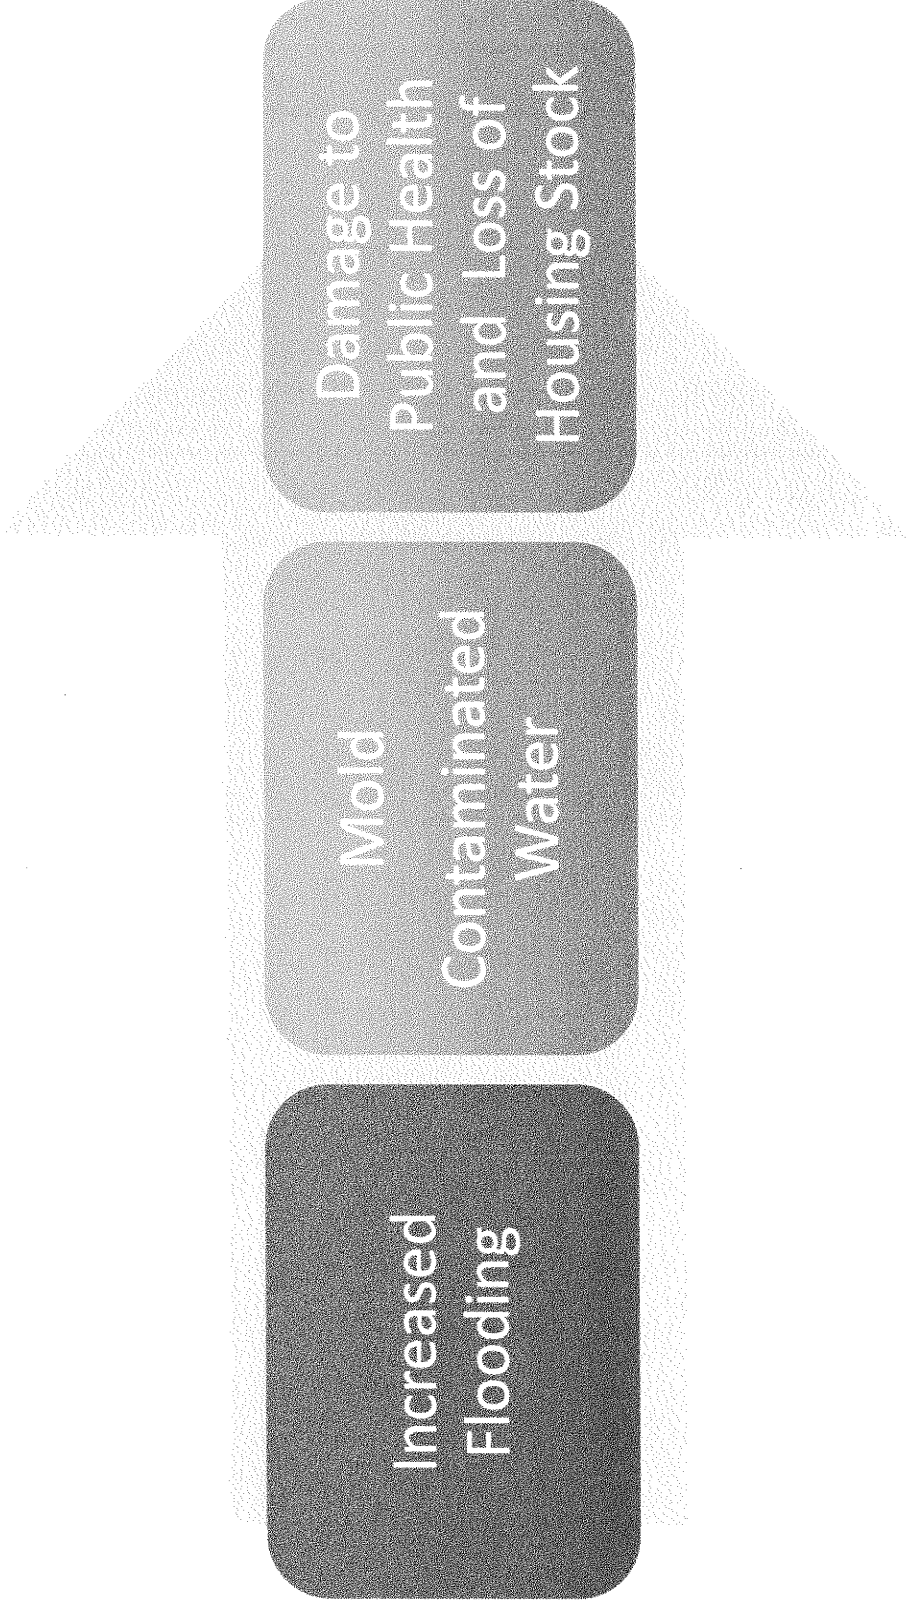 Increased
Flooding
Mold
Contaminated
Water
Damage to
Public Health
and Loss of
Housing Stock